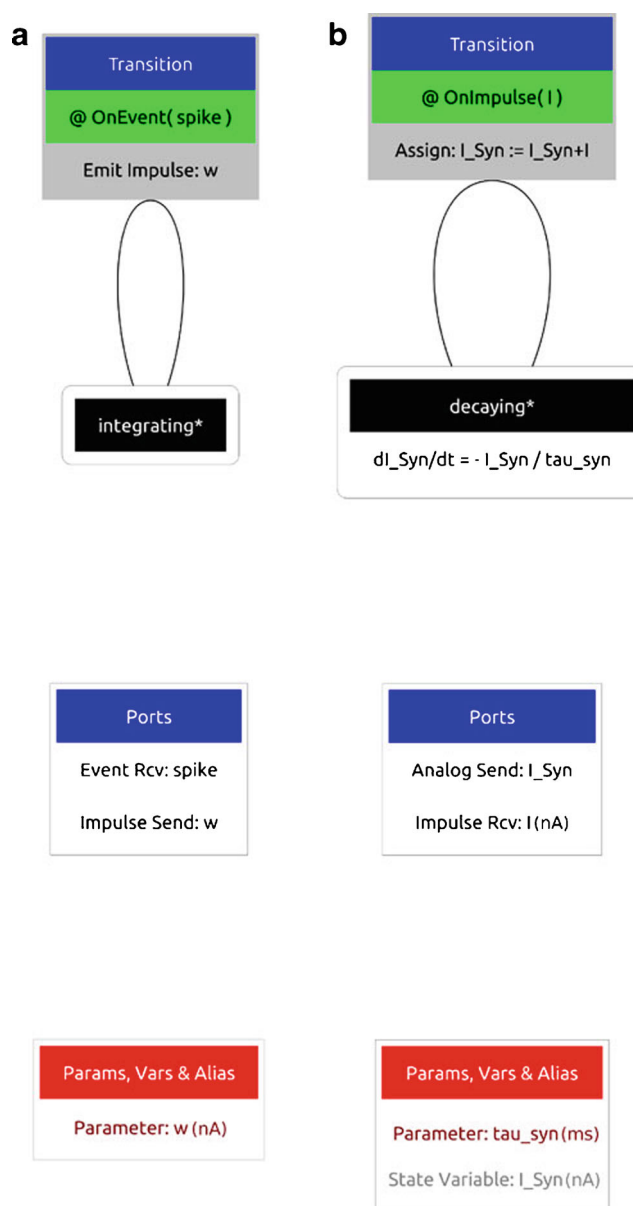 a
Transition
@ OnEvent( spike )
Emit Impulse: w
integrating*
Ports
Event Rcv: spike
Impulse Send: w
Params, Vars & Alias
Parameter: w(nA)
b
Transition
@ OnImpulse( I )
Assign: I_Syn := I_Syn+I
decaying*
dI_Syn/dt = - I_Syn / tau_syn
Ports
Analog Send: I_Syn
Impulse Rcv: I(nA)
Params, Vars & Alias
Parameter: tau_syn(ms)
State Variable: I_Syn(nA)